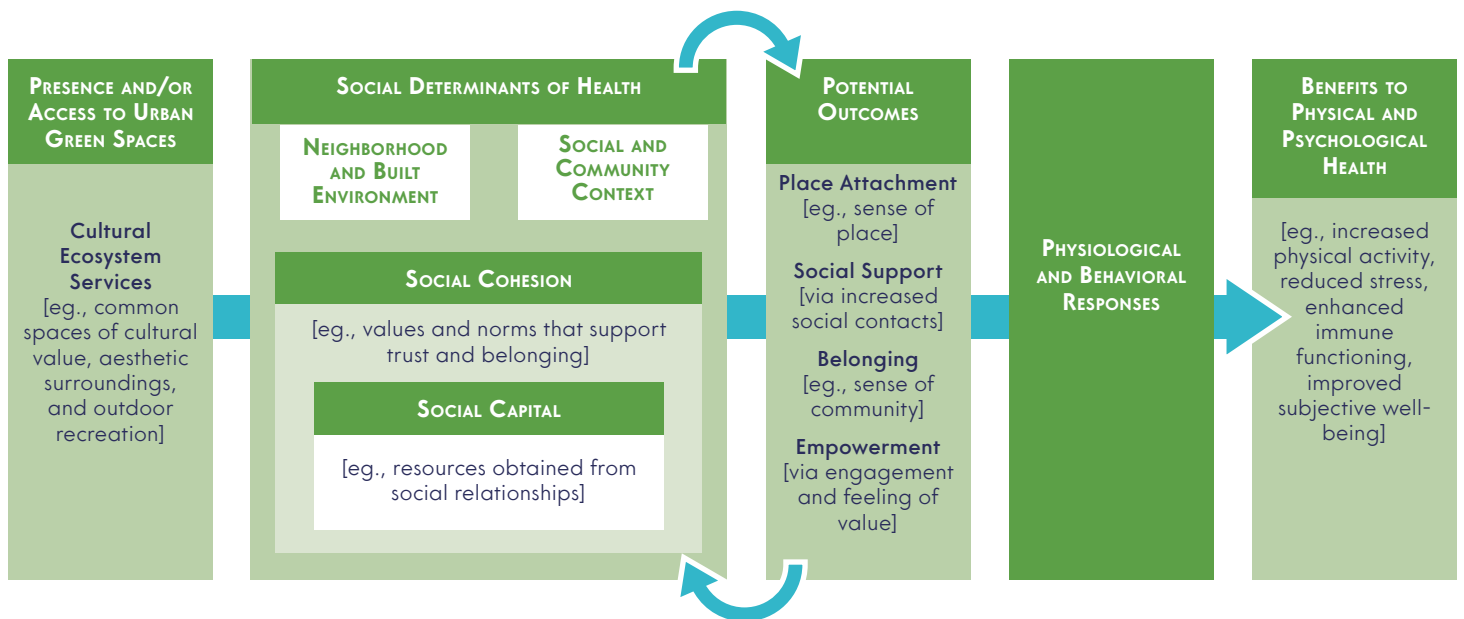 Presence and/or
Access to Urban
Green Spaces
Cultural
Ecosystem
Services
[eg., common
spaces of cultural
value, aesthetic
surroundings,
and outdoor
recreation]
Social Determinants of Health
Neighborhood
and Built
Environment
Social and
Community
Context
Social Cohesion
[eg., values and norms that support
trust and belonging]
Social Capital
[eg., resources obtained from
social relationships]
Potential
Outcomes
Place Attachment
[eg., sense of
place]
Social Support
[via increased
social contacts]
Belonging
[eg., sense of
community]
Empowerment
[via engagement
and feeling of
value]
Physiological
and Behavioral
Responses
Benefits to
Physical and
Psychological
Health
[eg., increased
physical activity,
reduced stress,
enhanced
immune
functioning,
improved
subjective well-
being]